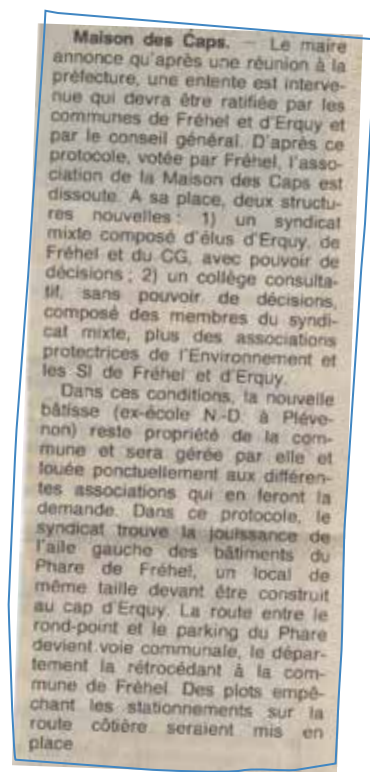 Maison des Caps. — Le maire
annonce qu'après une réunion à la
préfecture, une entente est interve-
nue qui devra être ratifiée par les
communes de Fréhel et d'Erquy et
par le conseil général. D'après ce
protocole, votée par Fréhel, l'asso-
ciation de la Maison des Caps est
dissoute. A sa place, deux structu-
res nouvelles : 1) un syndicat
mixte composé d'élus d'Erquy, de
Fréhel et du CG, avec pouvoir de
décisions ; 2) un collège consulta-
tif, sans pouvoir de décisions,
composé des membres du syndi-
cat mixte, plus des associations
protectrices de l'Environnement et
les SI de Fréhel et d'Erquy.
Dans ces conditions, la nouvelle
bâtisse (ex-école N.-D. à Pléve-
non) reste propriété de la com-
mune et sera gérée par elle et
louée ponctuellement aux différen-
tes associations qui en feront la
demande. Dans ce protocole, le
syndicat trouve la jouissance de
l'aile gauche des bâtiments du
Phare de Fréhel, un local de
même taille devant être construit
au cap d'Erquy. La route entre le
rond-point et le parking du Phare
devient voie communale, le dépar-
tement la rétrocédant à la com-
mune de Fréhel. Des plots empê-
chant les stationnements sur la
route côtière seraient mis en
place